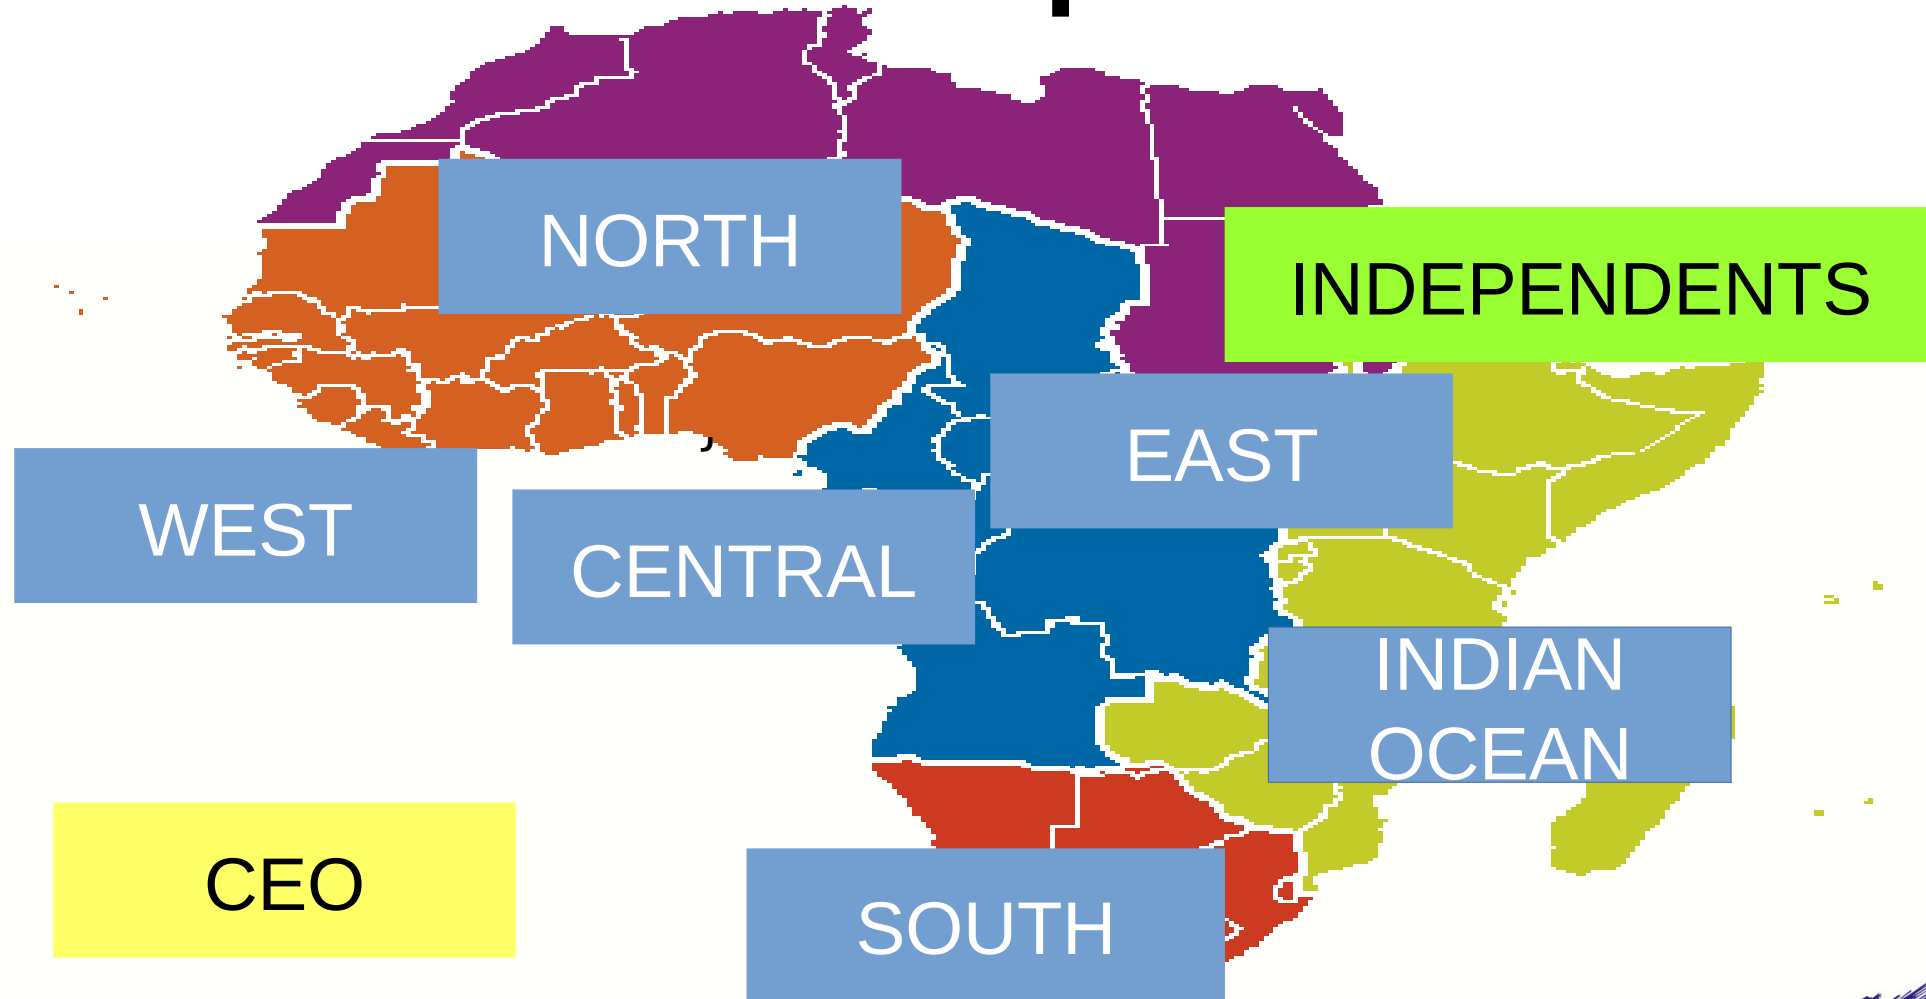 NORTH
INDEPENDENTS
EAST
WEST
CENTRAL
INDIAN
OCEAN
CEO
SOUTH